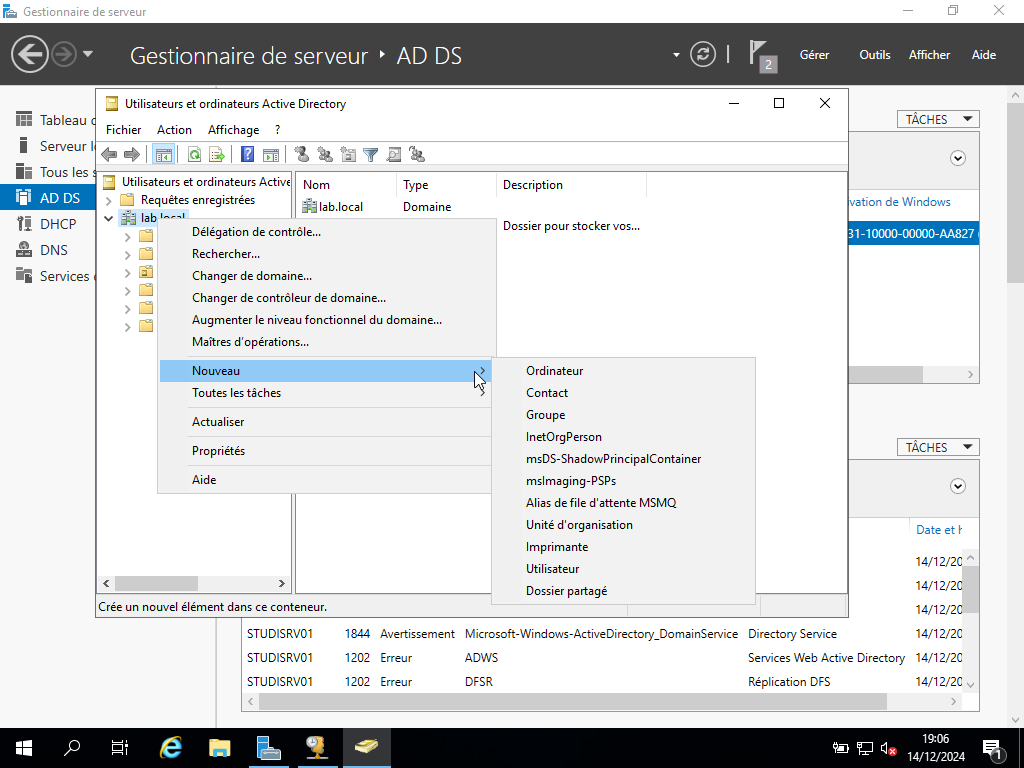 Gestionnaire de serveur
Gestionnaire de serveur ‣ AD DS
2
Gérer
Outils
Afficher
Aide
Tableau d
Serveur l
Tous les s
AD DS
DHCP
DNS
Services
Utilisateurs et ordinateurs Active Directory
Fichier
Action
Affichage
?
Utilisateurs et ordinateurs Active
Requêtes enregistrées
lab.local
Nom
Type
Description
lab.local
Domaine
Dossier pour stocker vos...
Délégation de contrôle...
Rechercher...
Changer de domaine...
Changer de contrôleur de domaine...
Augmenter le niveau fonctionnel du domaine...
Maîtres d'opérations...
Nouveau
Toutes les tâches
Actualiser
Propriétés
Aide
Ordinateur
Contact
Groupe
InetOrgPerson
msDS-ShadowPrincipalContainer
msImaging-PSPs
Alias de file d'attente MSMQ
Unité d'organisation
Imprimante
Utilisateur
Dossier partagé
Crée un nouvel élément dans ce conteneur.
TÂCHES
vation de Windows
31-10000-00000-AA827
TÂCHES
Date et h
14/12/20
14/12/20
14/12/20
STUDISRV01 1844 Avertissement Microsoft-Windows-ActiveDirectory_DomainService Directory Service 14/12/20
STUDISRV01 1202 Erreur ADWS Services Web Active Directory 14/12/20
STUDISRV01 1202 Erreur DFSR Réplication DFS 14/12/20
19:06
14/12/2024
1